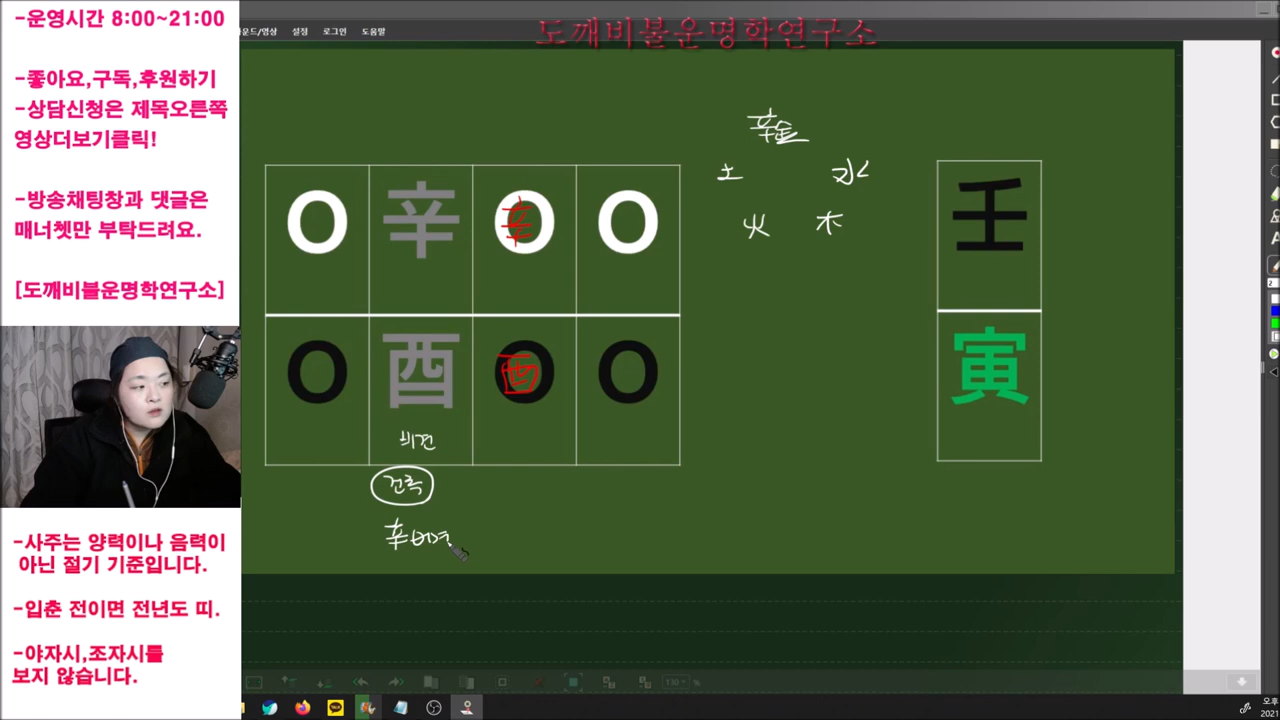 -운영시간 8:00~21:00
-좋아요,구독,후원하기
-상담신청은 제목오른쪽
영상더보기클릭!
-방송채팅창과 댓글은
매너쳇만 부탁드려요.
[도깨비불운명학연구소]
-사주는 양력이나 음력이
아닌 절기 기준입니다.
-입춘 전이면 전년도 띠.
-야자시,조자시를
보지 않습니다.
설정 로그인 도움말
도깨비불운명학연구소
O 辛 O O
辛
O 酉 O O
酉
비견
건록
辛
土 水
火 木
壬
寅
130 %
오후
2021